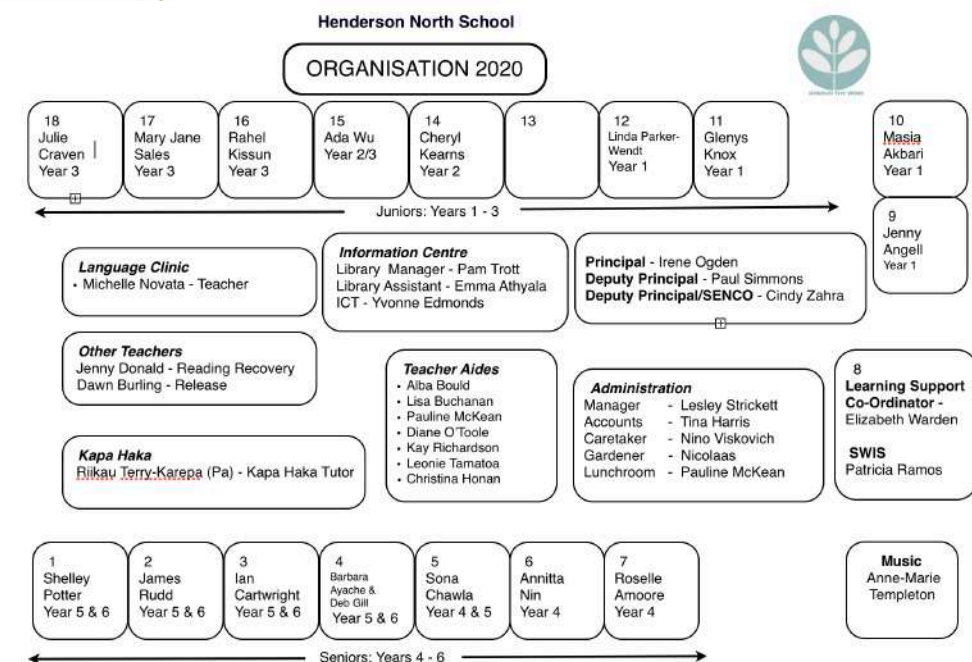 Henderson North School
ORGANISATION 2020
18
Julie
Craven
Year 3
17
Mary Jane
Sales
Year 3
16
Rahel
Kissun
Year 3
15
Ada Wu
Year 2/3
14
Cheryl
Kearns
Year 2
13
12
Linda Parker-
Wendt
Year 1
11
Glenys
Knox
Year 1
10
Masia
Akbari
Year 1
Juniors: Years 1 - 3
9
Jenny
Angell
Year 1
Language Clinic
• Michelle Novata - Teacher
Information Centre
Library Manager - Pam Trott
Library Assistant - Emma Athyala
ICT - Yvonne Edmonds
Principal - Irene Ogden
Deputy Principal - Paul Simmons
Deputy Principal/SENCO - Cindy Zahra
Other Teachers
Jenny Donald - Reading Recovery
Dawn Burling - Release
Teacher Aides
• Alba Bould
• Lisa Buchanan
• Pauline McKean
• Diane O'Toole
• Kay Richardson
• Leonie Tamatoa
• Christina Honan
Administration
Manager - Lesley Strickett
Accounts - Tina Harris
Caretaker - Nino Viskovich
Gardener - Nicolaas
Lunchroom - Pauline McKean
8
Learning Support
Co-Ordinator -
Elizabeth Warden
SWIS
Patricia Ramos
Kapa Haka
Riikau Terry-Karepa (Pa) - Kapa Haka Tutor
1
Shelley
Potter
Year 5 & 6
2
James
Rudd
Year 5 & 6
3
Ian
Cartwright
Year 5 & 6
4
Barbara
Ayache &
Deb Gill
Year 5 & 6
5
Sona
Chawla
Year 4 & 5
6
Annitta
Nin
Year 4
7
Roselle
Amoore
Year 4
Music
Anne-Marie
Templeton
Seniors: Years 4 - 6